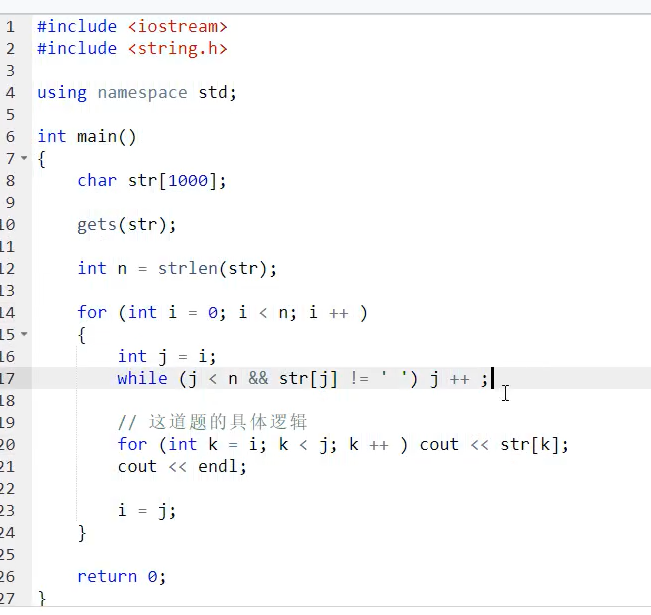 1 #include <iostream>
2 #include <string.h>
3
4 using namespace std;
5
6 int main()
7 {
8     char str[1000];
9
10     gets(str);
11
12     int n = strlen(str);
13
14     for (int i = 0; i < n; i ++ )
15     {
16         int j = i;
17         while (j < n && str[j] != ' ') j ++ ;
18
19         // 这道题的具体逻辑
20         for (int k = i; k < j; k ++ ) cout << str[k];
21         cout << endl;
22
23         i = j;
24     }
25
26     return 0;
27 }